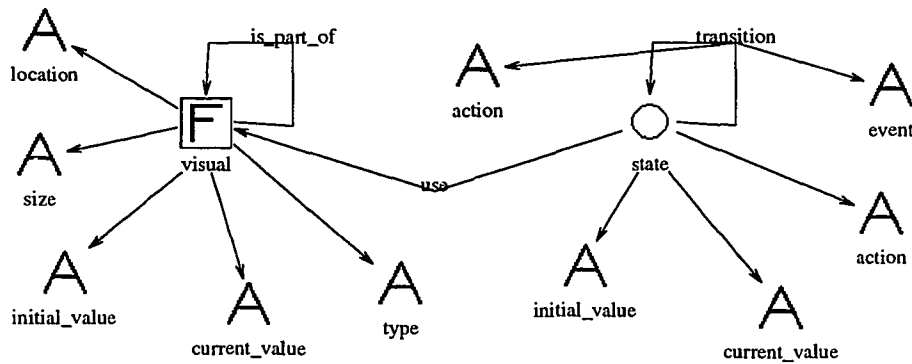 A
is_part_of
transition
location
A
action
A
event
F
visual
A
size
use
state
A
action
A
initial_value
A
current_value
A
type
A
initial_value
A
current_value